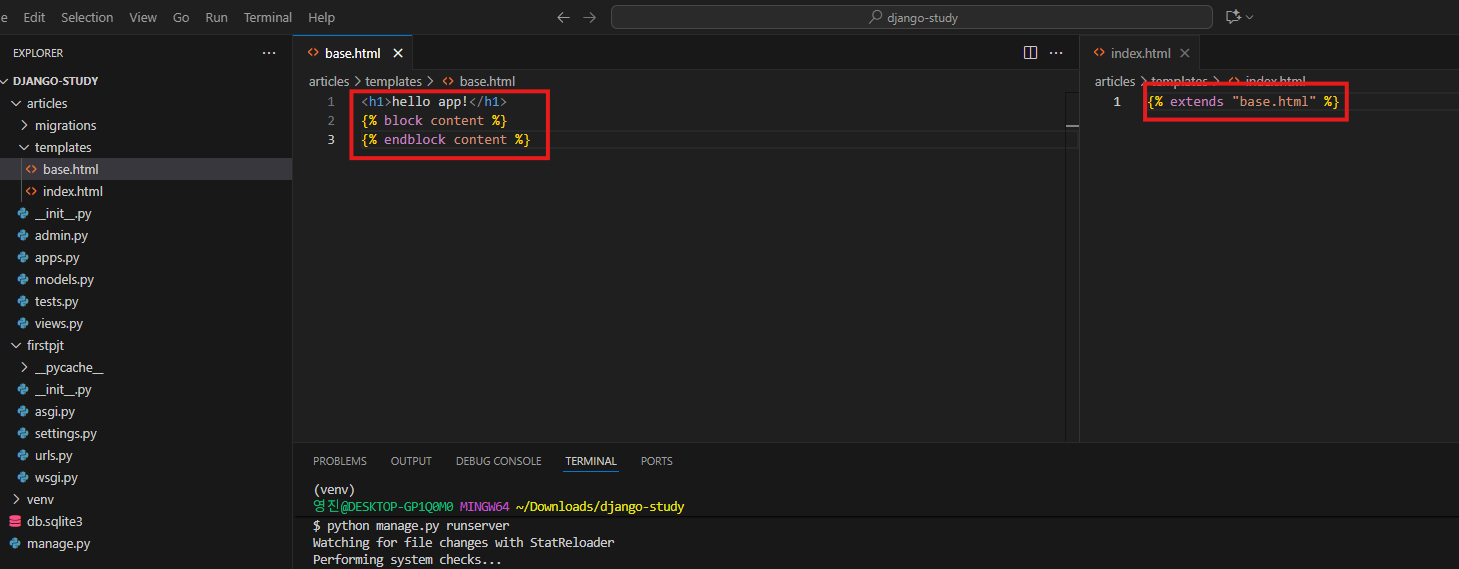 e Edit Selection View Go Run Terminal Help
django-study
EXPLORER
DJANGO-STUDY
articles
migrations
templates
base.html
index.html
__init__.py
admin.py
apps.py
models.py
tests.py
views.py
firstpjt
__pycache__
__init__.py
asgi.py
settings.py
urls.py
wsgi.py
venv
db.sqlite3
manage.py
base.html
articles > templates > base.html
1 <h1>hello app!</h1>
2 {% block content %}
3 {% endblock content %}
index.html
articles > templates > index.html
1 {% extends "base.html" %}
PROBLEMS OUTPUT DEBUG CONSOLE TERMINAL PORTS
(venv)
영진@DESKTOP-GP1Q0M0 MINGW64 ~/Downloads/django-study
$ python manage.py runserver
Watching for file changes with StatReloader
Performing system checks...